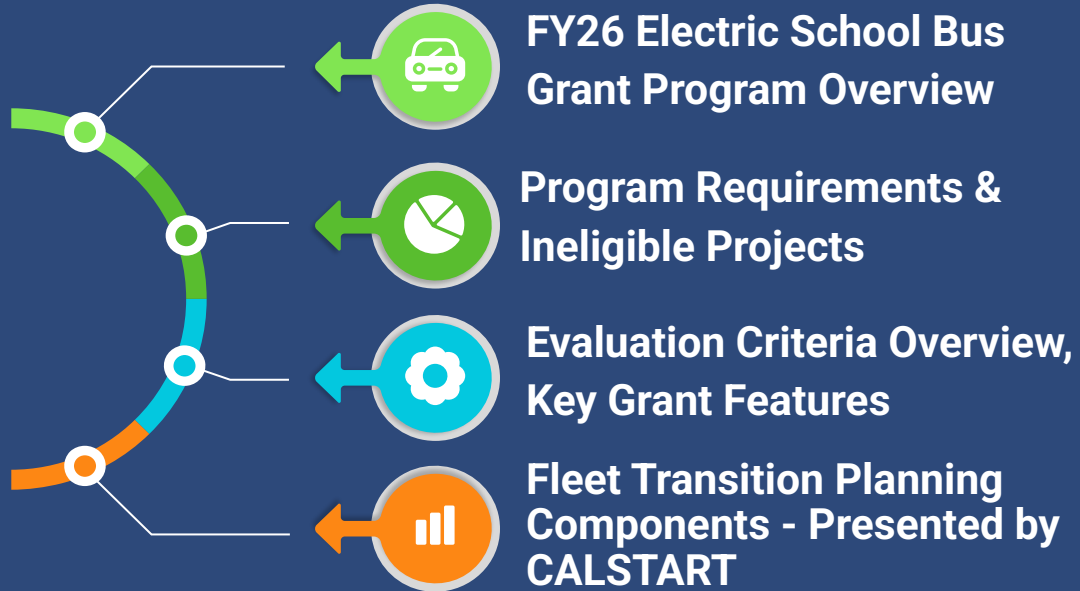 FY26 Electric School Bus
Grant Program Overview
Program Requirements &
Ineligible Projects
Evaluation Criteria Overview,
Key Grant Features
Fleet Transition Planning
Components - Presented by
CALSTART